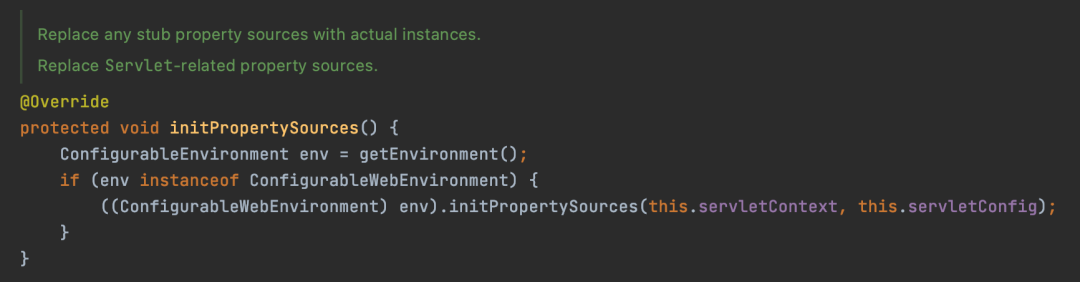 Replace any stub property sources with actual instances.
Replace Servlet-related property sources.
@Override
protected void initPropertySources() {
    ConfigurableEnvironment env = getEnvironment();
    if (env instanceof ConfigurableWebEnvironment) {
        ((ConfigurableWebEnvironment) env).initPropertySources(this.servletContext, this.servletConfig);
    }
}